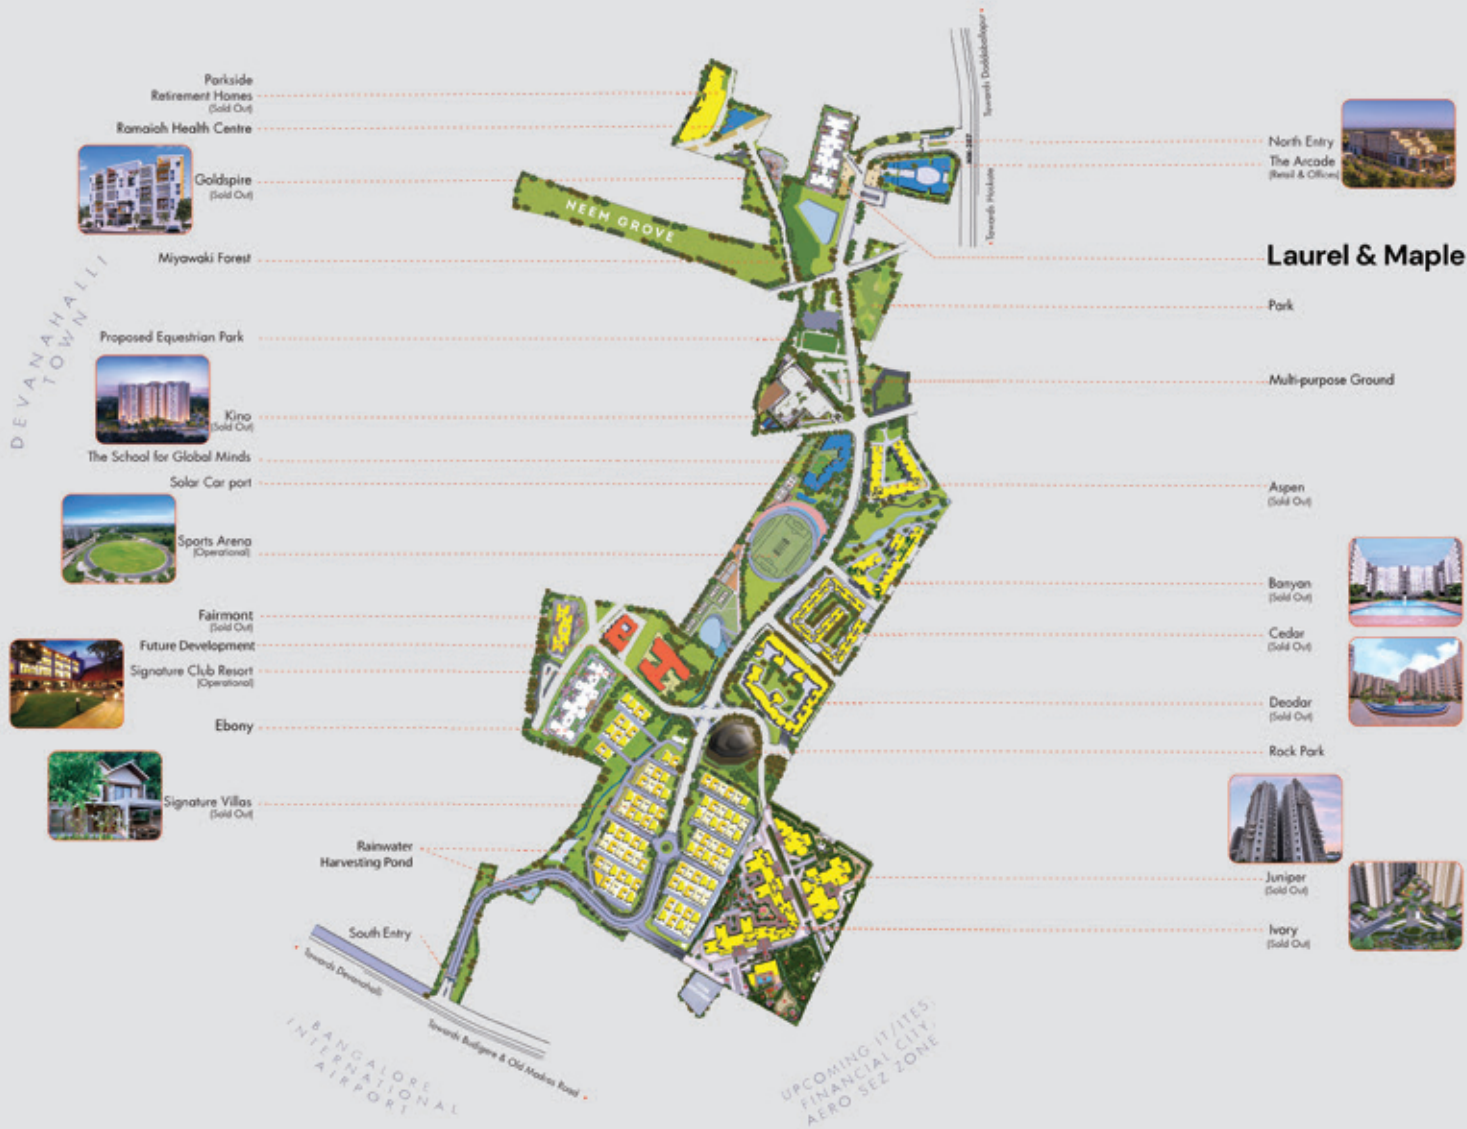 Parkside
Retirement Homes
(Sold Out)
Ramaiah Health Centre
Goldspire
(Sold Out)
Miyawaki Forest
Proposed Equestrian Park
Kino
(Sold Out)
The School for Global Minds
Solar Car port
Sports Arena
(Operational)
Fairmont
(Sold Out)
Future Development
Signature Club Resort
(Operational)
Ebony
Signature Villas
(Sold Out)
Rainwater
Harvesting Pond
South Entry
DEVANAHALLI
TOWN
NEEM GROVE
Towards Doddaballapur
Towards Hoskote
North Entry
The Arcade
(Retail & Offices)
Laurel & Maple
Park
Multi-purpose Ground
Aspen
(Sold Out)
Banyan
(Sold Out)
Cedar
(Sold Out)
Deodar
(Sold Out)
Rock Park
Juniper
(Sold Out)
Ivory
(Sold Out)
Towards Devanahalli
Towards Budigere & Old Madras Road
BANGALORE
INTERNATIONAL
AIRPORT
UPCOMING IT/ITES,
FINANCIAL CITY,
AERO SEZ ZONE